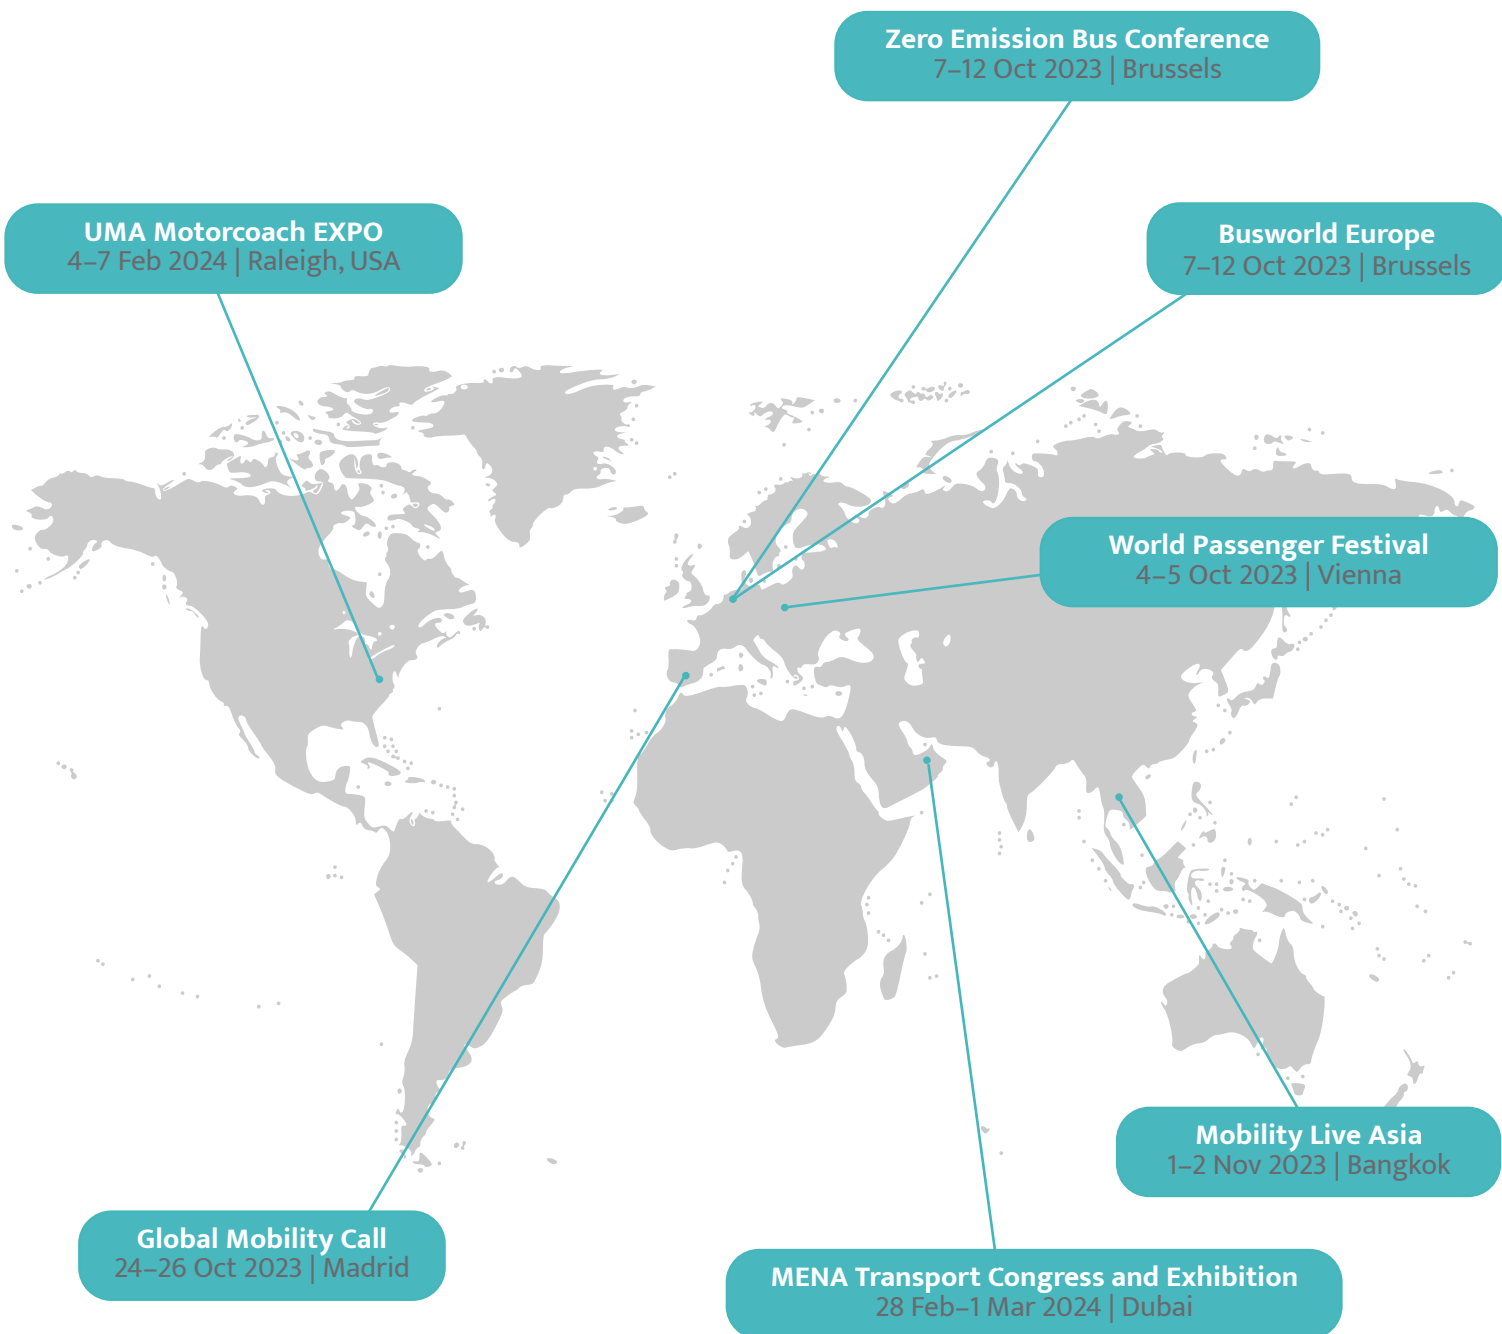 Zero Emission Bus Conference
7–12 Oct 2023 | Brussels
UMA Motorcoach EXPO
4–7 Feb 2024 | Raleigh, USA
Busworld Europe
7–12 Oct 2023 | Brussels
World Passenger Festival
4–5 Oct 2023 | Vienna
Mobility Live Asia
1–2 Nov 2023 | Bangkok
Global Mobility Call
24–26 Oct 2023 | Madrid
MENA Transport Congress and Exhibition
28 Feb–1 Mar 2024 | Dubai